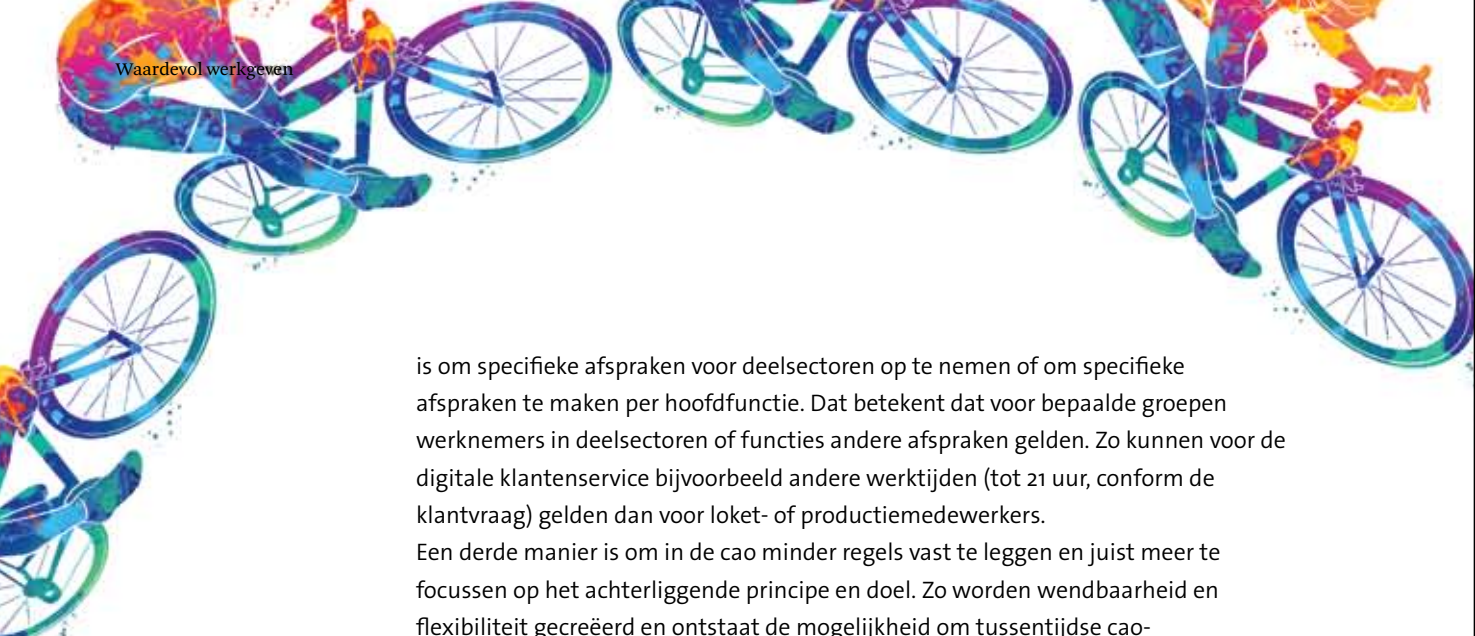 Waardevol werkgeven
is om specifieke afspraken voor deelsectoren op te nemen of om specifieke
afspraken te maken per hoofdfunctie. Dat betekent dat voor bepaalde groepen
werknemers in deelsectoren of functies andere afspraken gelden. Zo kunnen voor de
digitale klantenservice bijvoorbeeld andere werktijden (tot 21 uur, conform de
klantvraag) gelden dan voor loket- of productiemedewerkers.
Een derde manier is om in de cao minder regels vast te leggen en juist meer te
focussen op het achterliggende principe en doel. Zo worden wendbaarheid en
flexibiliteit gecreëerd en ontstaat de mogelijkheid om tussentijdse cao-